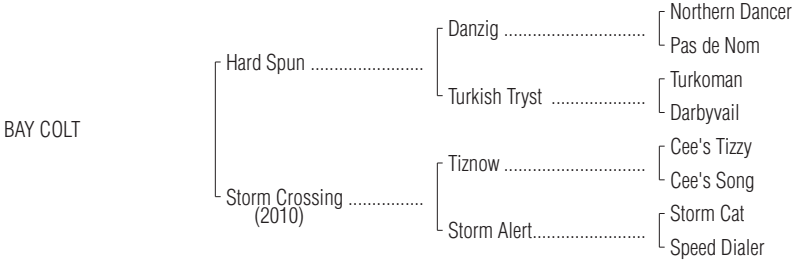 Northern Dancer
Danzig ..............................
Pas de Nom
Hard Spun ........................
Turkoman
Turkish Tryst ....................
Darbyvail
BAY COLT
Cee's Tizzy
Tiznow ..............................
Cee's Song
Storm Crossing ................
(2010)
Storm Cat
Storm Alert........................
Speed Dialer